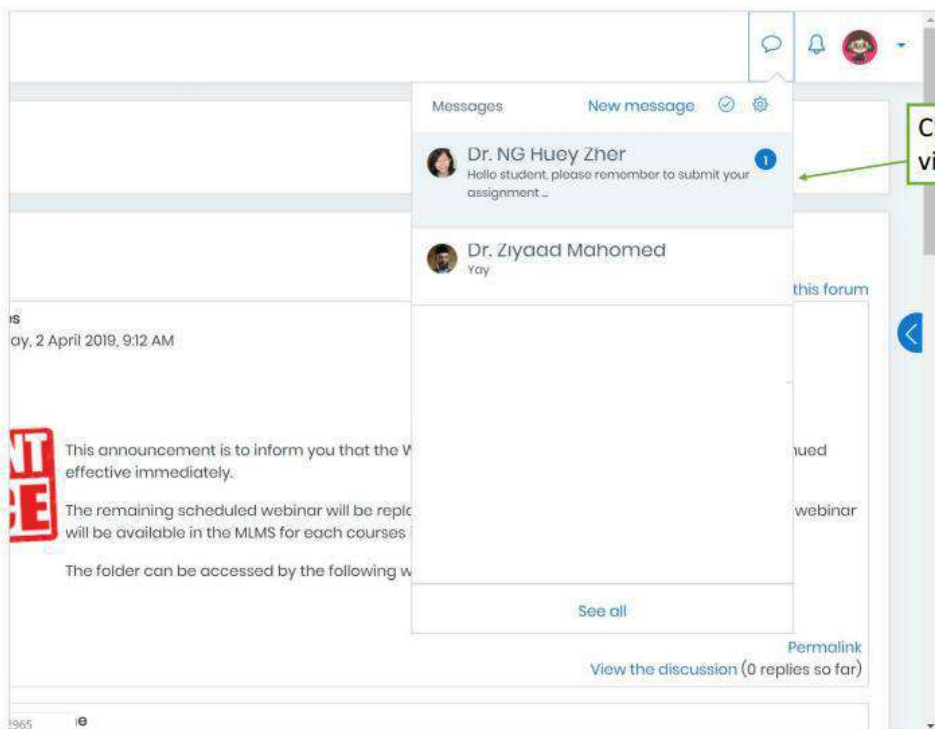 Messages New message
Dr. NG Huey Zher 1
Hello student, please remember to submit your
assignment ...
Dr. Ziyaad Mahomed
Yay
this forum
ay, 2 April 2019, 9:12 AM
This announcement is to inform you that the
effective immediately.
The remaining scheduled webinar will be webinar
will be available in the MLMS for each courses
The folder can be accessed by the following
See all
Permalink
View the discussion (0 replies so far)
2965